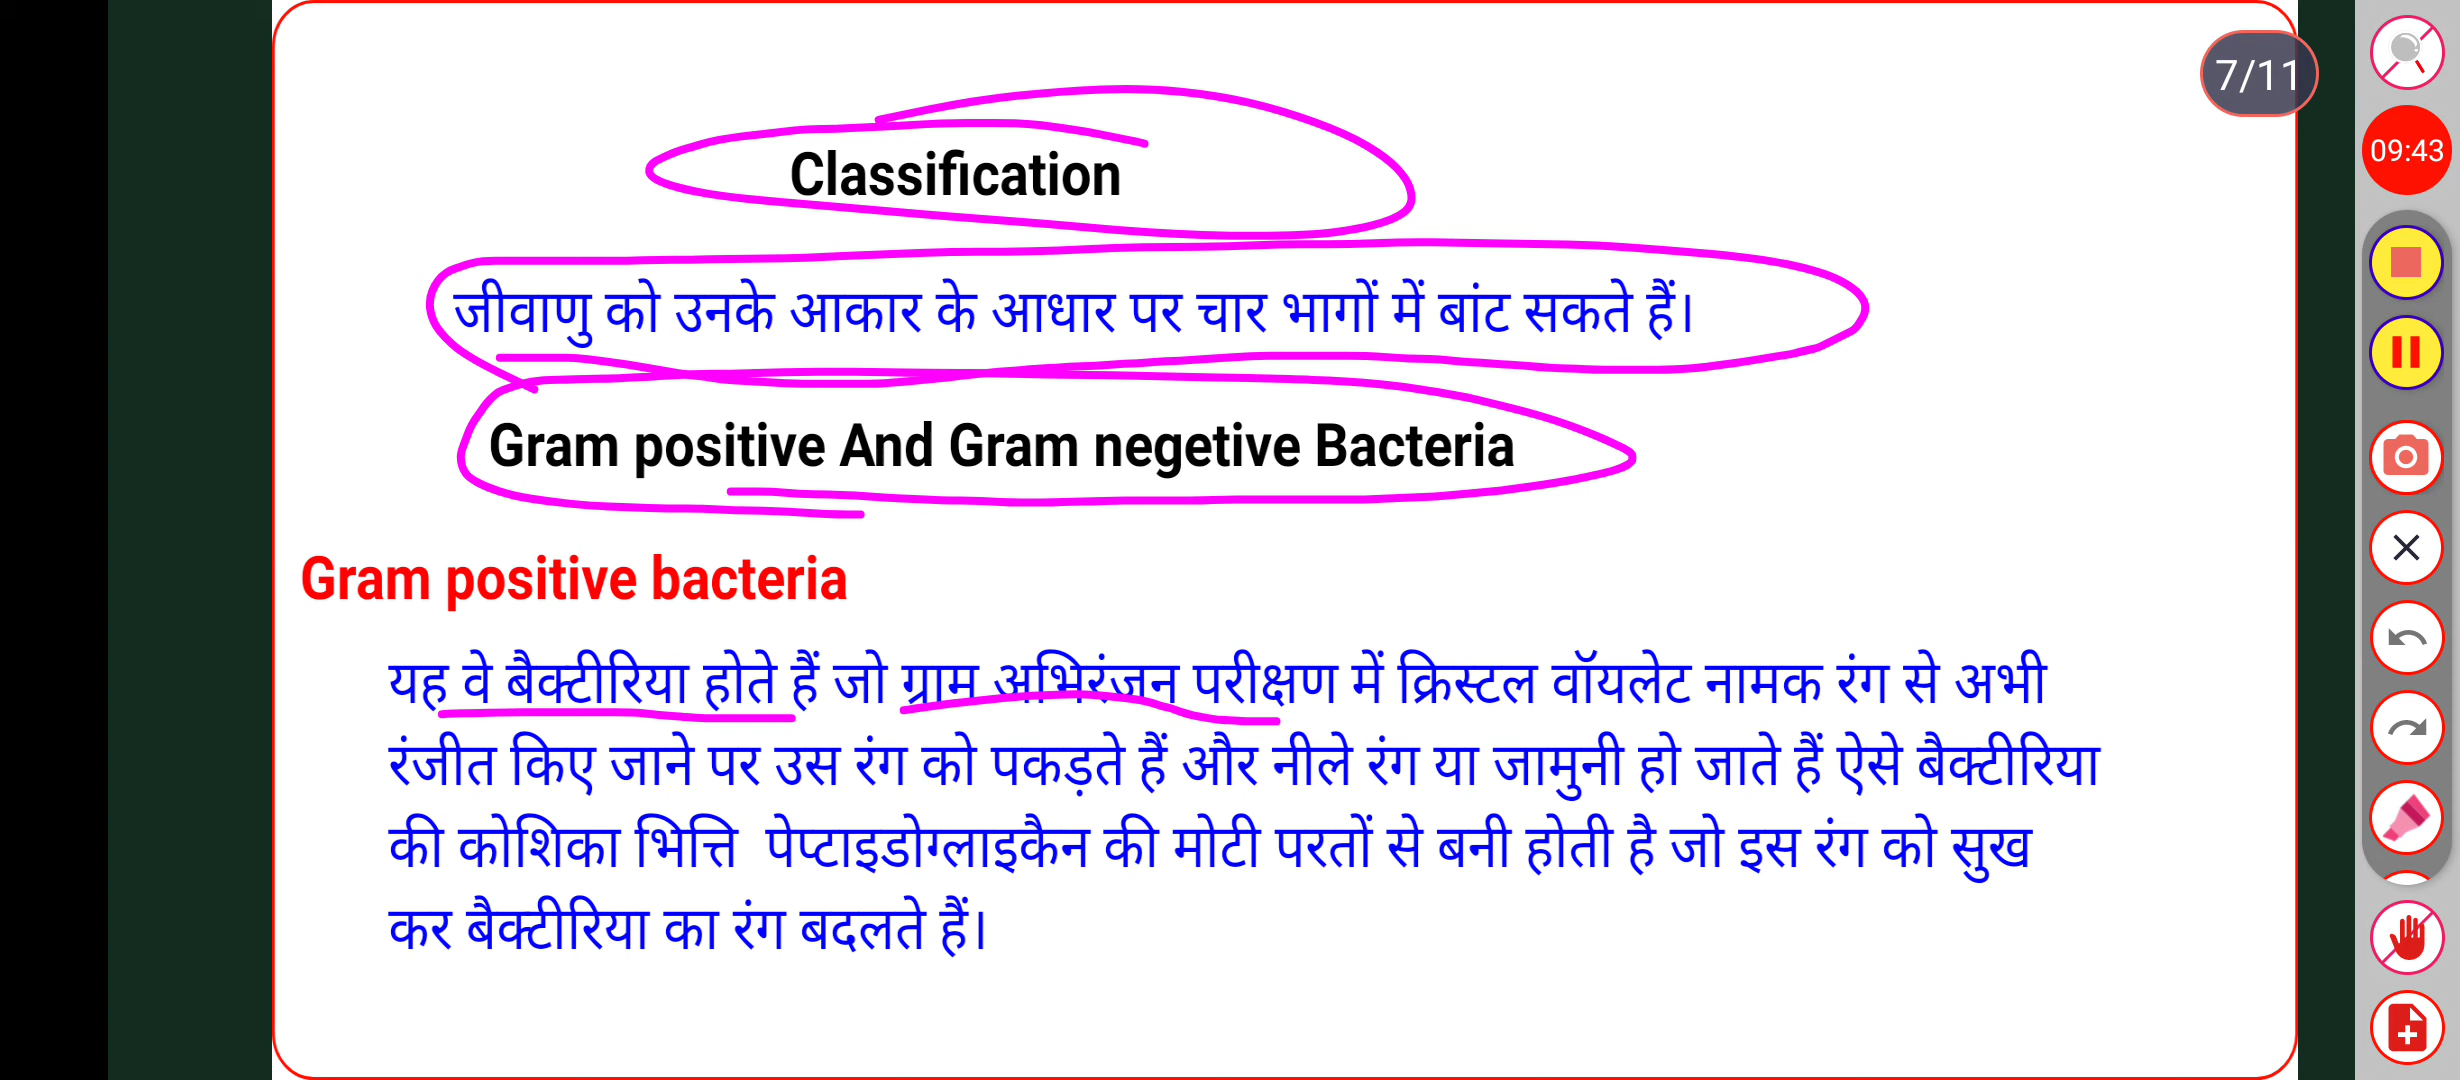 7/11
09:43
Classification
जीवाणु को उनके आकार के आधार पर चार भागों में बांट सकते हैं।
Gram positive And Gram negetive Bacteria
Gram positive bacteria
यह वे बैक्टीरिया होते हैं जो ग्राम अभिरंजन परीक्षण में क्रिस्टल वॉयलेट नामक रंग से अभी
रंजीत किए जाने पर उस रंग को पकड़ते हैं और नीले रंग या जामुनी हो जाते हैं ऐसे बैक्टीरिया
की कोशिका भित्ति पेप्टाइडोग्लाइकैन की मोटी परतों से बनी होती है जो इस रंग को सुख
कर बैक्टीरिया का रंग बदलते हैं।